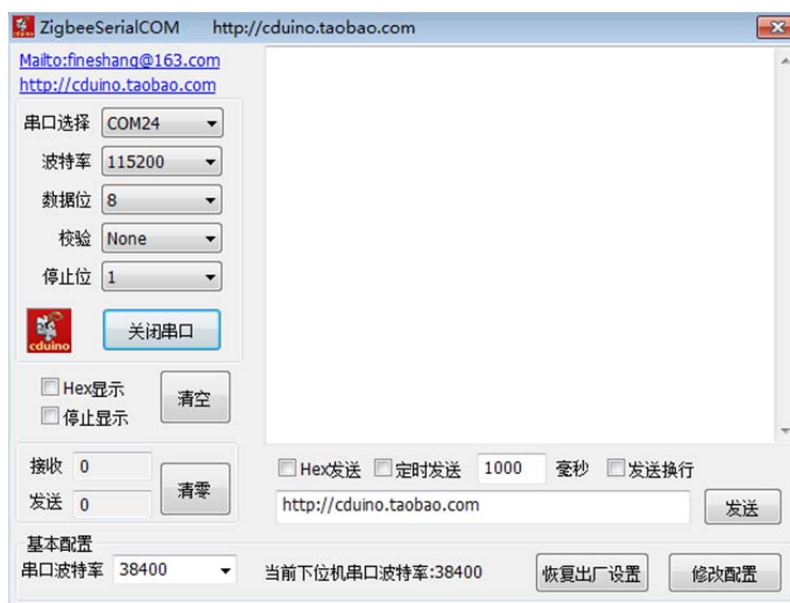 ZigbeeSerialCOM http://cduino.taobao.com
Mailto:fineshang@163.com
http://cduino.taobao.com
串口选择 COM24
波特率 115200
数据位 8
校验 None
停止位 1
cduino 关闭串口
Hex显示
停止显示
清空
接收 0
发送 0
清零
Hex发送 定时发送 1000 毫秒 发送换行
http://cduino.taobao.com 发送
基本配置
串口波特率 38400 当前下位机串口波特率:38400 恢复出厂设置 修改配置